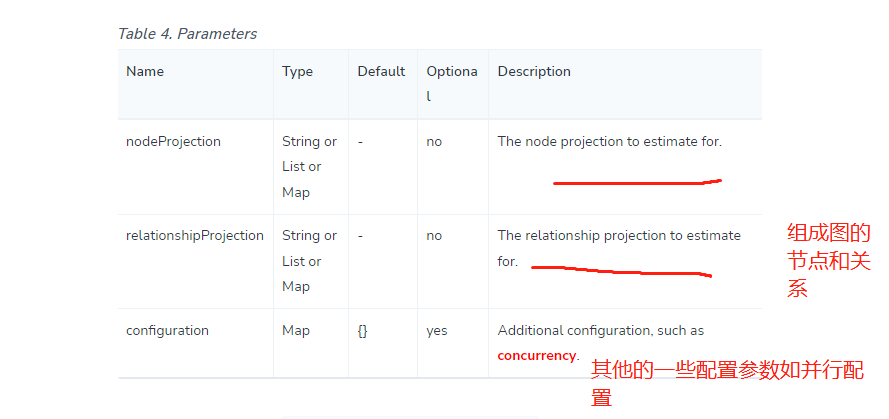 Table 4. Parameters
Name Type Default Optiona
l Description
nodeProjection String or
List or
Map - no The node projection to estimate for.
relationshipProjection String or
List or
Map - no The relationship projection to estimate
for.
组成图的
节点和关
系
configuration Map {} yes Additional configuration, such as
concurrency.
其他的一些配置参数如并行配
置